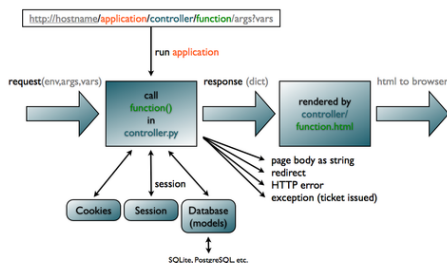 http://hostname/application/controller/function/args?vars
run application
request(env,args,vars)
call
function()
in
controller.py
response (dict)
rendered by
controller/
function.html
html to browser
page body as string
redirect
HTTP error
exception (ticket issued)
session
Cookies
Session
Database
(models)
SQLite, PostgreSQL, etc.